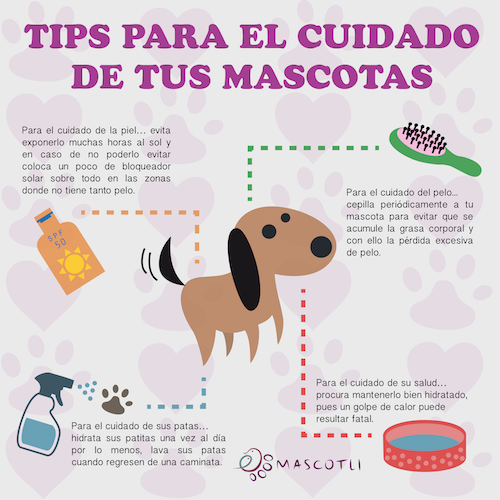 TIPS PARA EL CUIDADO
DE TUS MASCOTAS
Para el cuidado de la piel... evita
exponerlo muchas horas al sol y
en caso de no poderlo evitar
coloca un poco de bloqueador
solar sobre todo en las zonas
donde no tiene tanto pelo.
Para el cuidado del pelo...
cepilla periódicamente a tu
mascota para evitar que se
acumule la grasa corporal y
con ello la pérdida excesiva
de pelo.
SPF
50
Para el cuidado de su salud...
procura mantenerlo bien hidratado,
pues un golpe de calor puede
resultar fatal.
Para el cuidado de sus patas...
hidrata sus patitas una vez al día
por lo menos, lava sus patas
cuando regresen de una caminata.
MASCOTLI